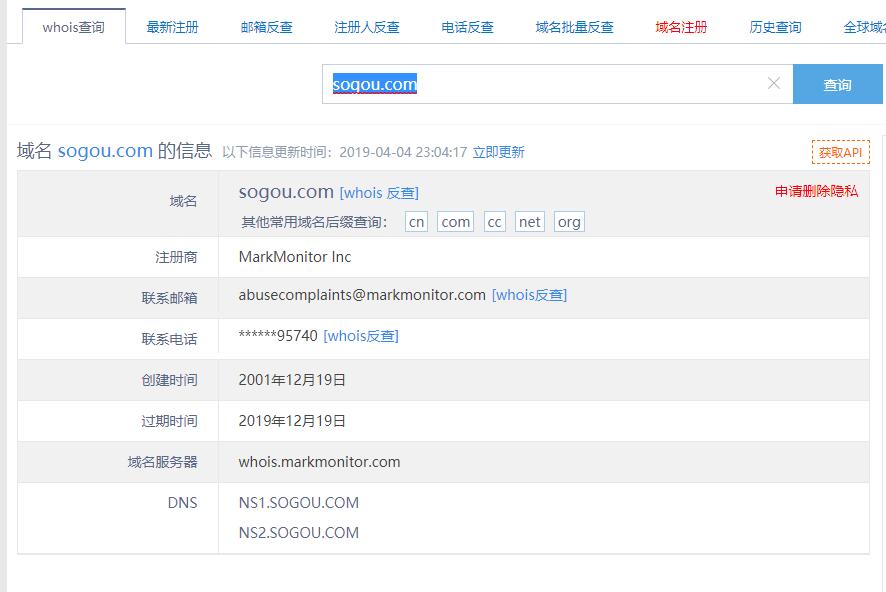 whois查询 最新注册 邮箱反查 注册人反查 电话反查 域名批量反查 域名注册 历史查询 全球域
sogou.com × 查询
域名 sogou.com 的信息 以下信息更新时间：2019-04-04 23:04:17 立即更新 获取API
域名 sogou.com [whois 反查] 申请删除隐私
其他常用域名后缀查询： cn com cc net org
注册商 MarkMonitor Inc
联系邮箱 abusecomplaints@markmonitor.com [whois反查]
联系电话 ******95740 [whois反查]
创建时间 2001年12月19日
过期时间 2019年12月19日
域名服务器 whois.markmonitor.com
DNS NS1.SOGOU.COM
NS2.SOGOU.COM